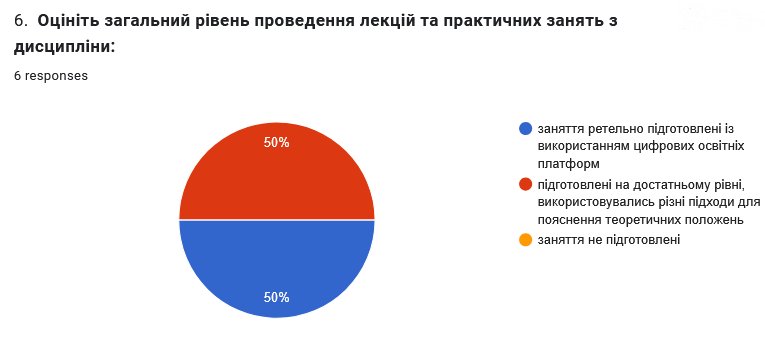 6. Оцініть загальний рівень проведення лекцій та практичних занять з
дисципліни:
6 responses
50%
50%
заняття ретельно підготовлені із
використанням цифрових освітніх
платформ
підготовлені на достатньому рівні,
використовувались різні підходи для
пояснення теоретичних положень
заняття не підготовлені